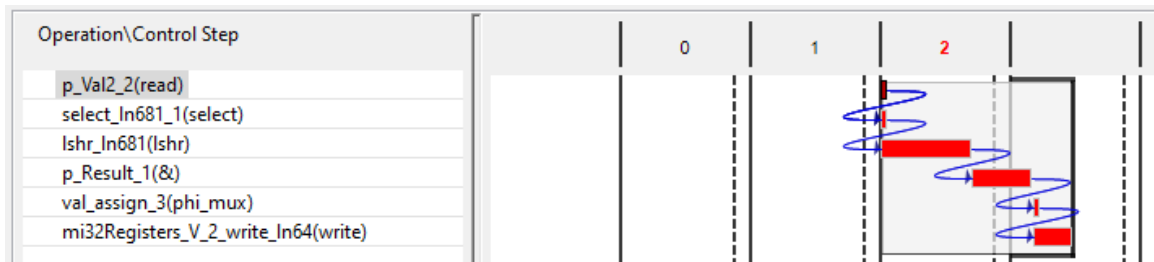 Operation\Control Step
0
1
2
p_Val2_2(read)
select_ln681_1(select)
lshr_ln681(lshr)
p_Result_1(&)
val_assign_3(phi_mux)
mi32Registers_V_2_write_ln64(write)